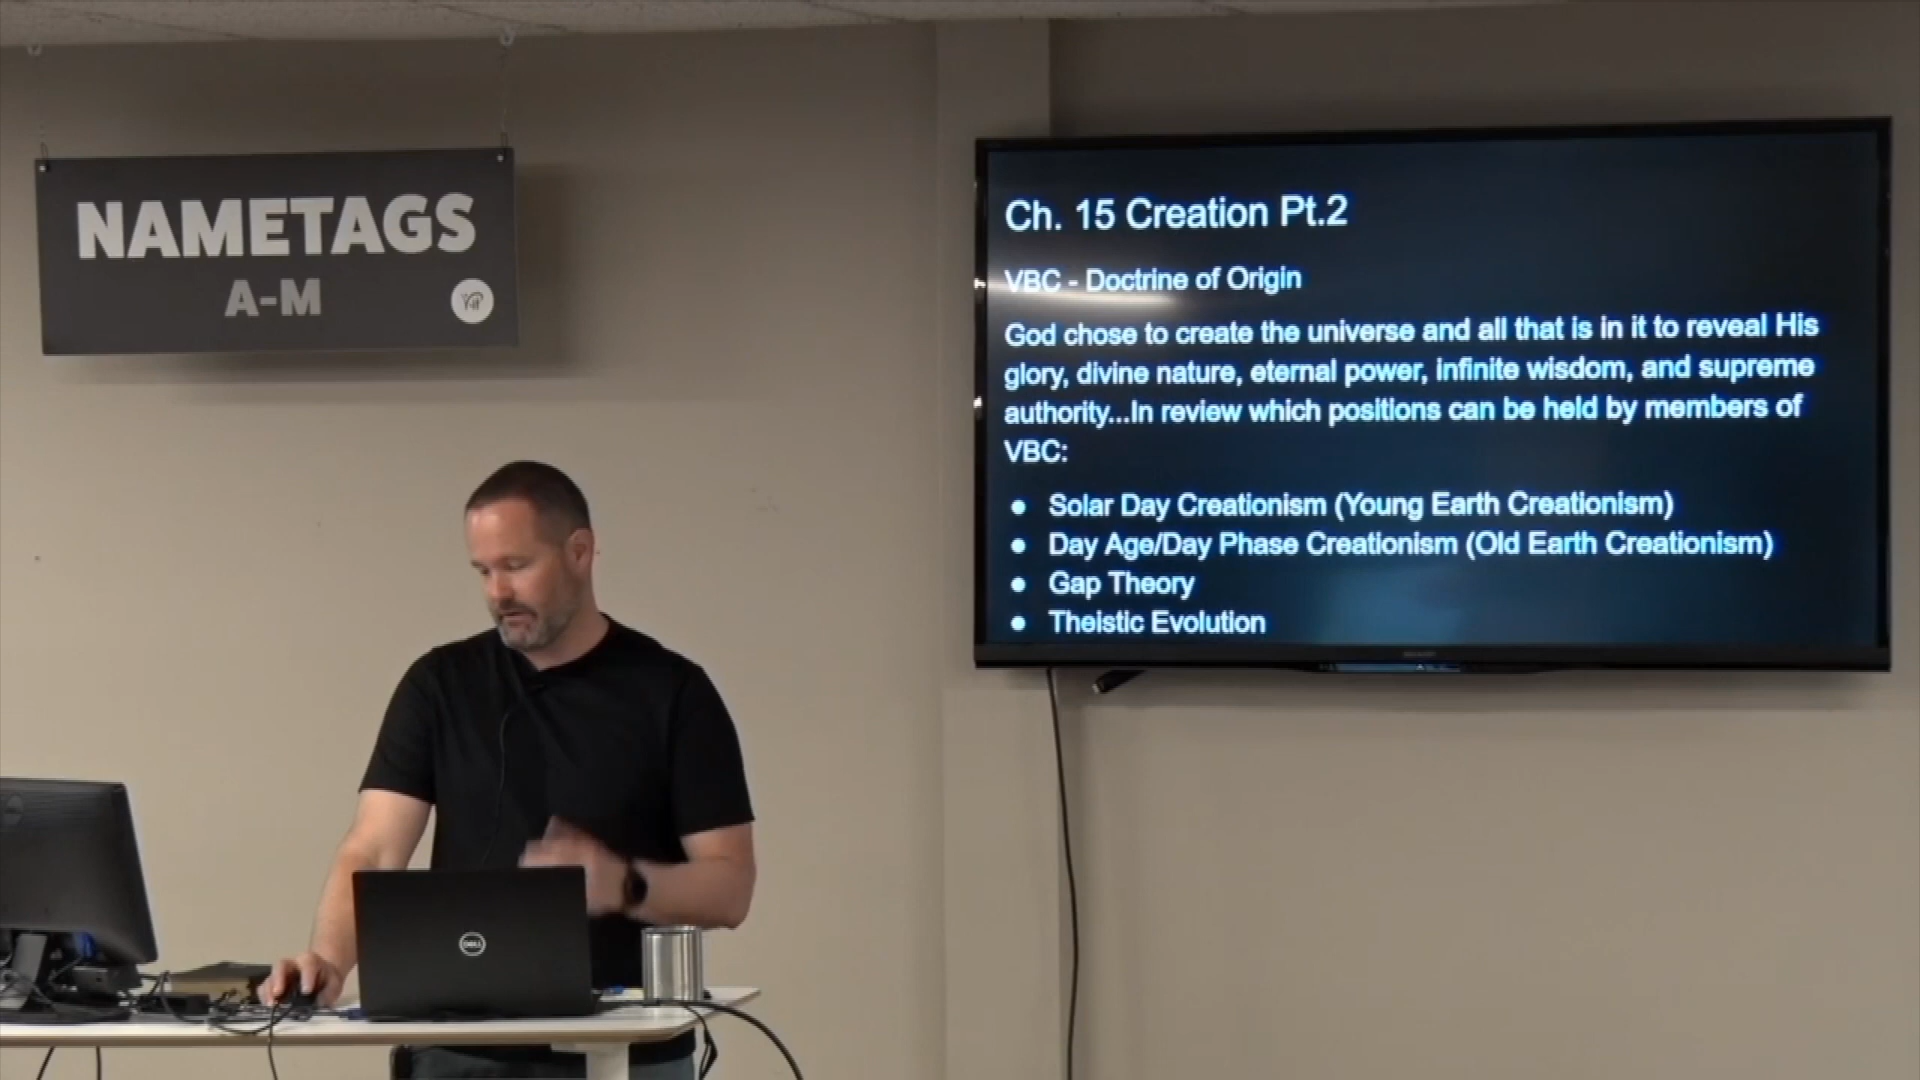 NAMETAGS
A-M
Ch. 15 Creation Pt.2
VBC - Doctrine of Origin
God chose to create the universe and all that is in it to reveal His
glory, divine nature, eternal power, infinite wisdom, and supreme
authority...In review which positions can be held by members of
VBC:
● Solar Day Creationism (Young Earth Creationism)
● Day Age/Day Phase Creationism (Old Earth Creationism)
● Gap Theory
● Theistic Evolution
DELL